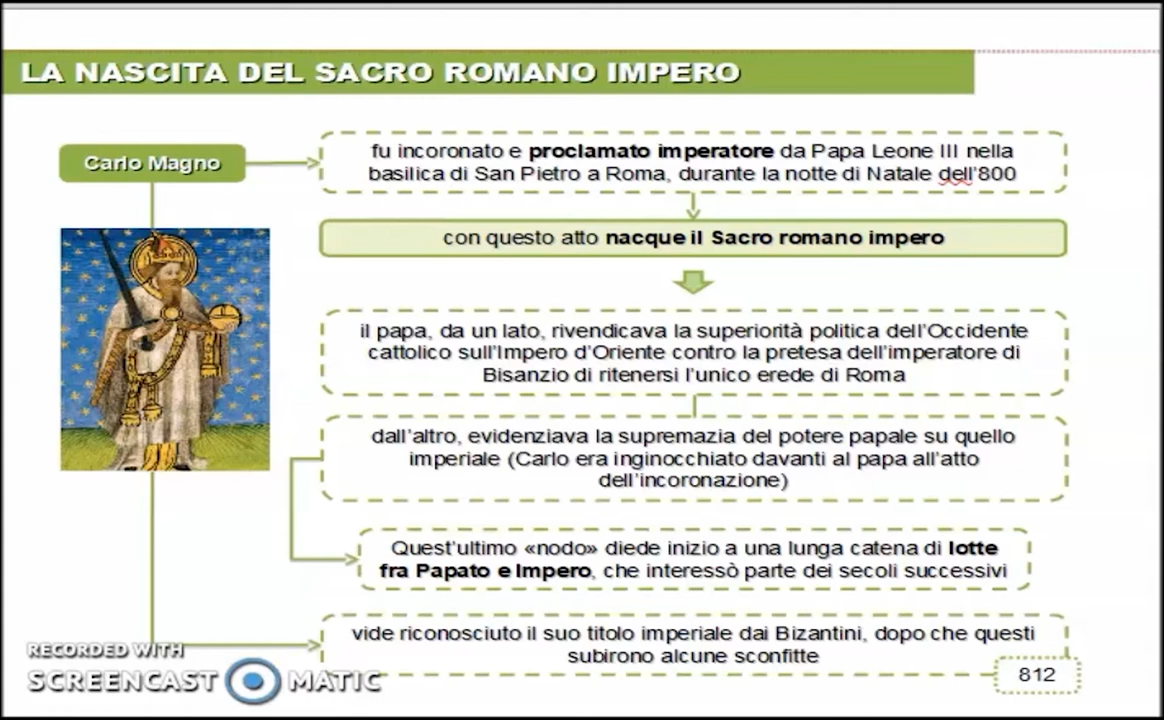 LA NASCITA DEL SACRO ROMANO IMPERO
Carlo Magno
fu incoronato e proclamato imperatore da Papa Leone III nella
basilica di San Pietro a Roma, durante la notte di Natale dell'800
con questo atto nacque il Sacro romano impero
il papa, da un lato, rivendicava la superiorità politica dell'Occidente
cattolico sull'Impero d'Oriente contro la pretesa dell'imperatore di
Bisanzio di ritenersi l'unico erede di Roma
dall'altro, evidenziava la supremazia del potere papale su quello
imperiale (Carlo era inginocchiato davanti al papa all'atto
dell'incoronazione)
Quest'ultimo «nodo» diede inizio a una lunga catena di lotte
fra Papato e Impero, che interessò parte dei secoli successivi
vide riconosciuto il suo titolo imperiale dai Bizantini, dopo che questi
subirono alcune sconfitte
812
RECORDED WITH
SCREENCAST MATIC